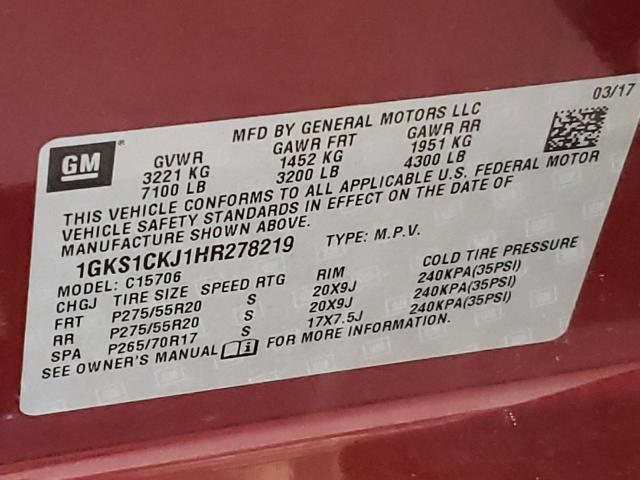 03/17
MFD BY GENERAL MOTORS LLC
GM®
GVWR GAWR FRT GAWR RR
3221 KG 1452 KG 1951 KG
7100 LB 3200 LB 4300 LB
THIS VEHICLE CONFORMS TO ALL APPLICABLE U.S. FEDERAL MOTOR
VEHICLE SAFETY STANDARDS IN EFFECT ON THE DATE OF
MANUFACTURE SHOWN ABOVE.
1GKS1CKJ1HR278219 TYPE: M.P.V.
MODEL: C15706
CHGJ TIRE SIZE SPEED RTG RIM COLD TIRE PRESSURE
FRT P275/55R20 S 20X9J 240KPA(35PSI)
RR P275/55R20 S 20X9J 240KPA(35PSI)
SPA P265/70R17 S 17X7.5J 240KPA(35PSI)
SEE OWNER'S MANUAL FOR MORE INFORMATION.